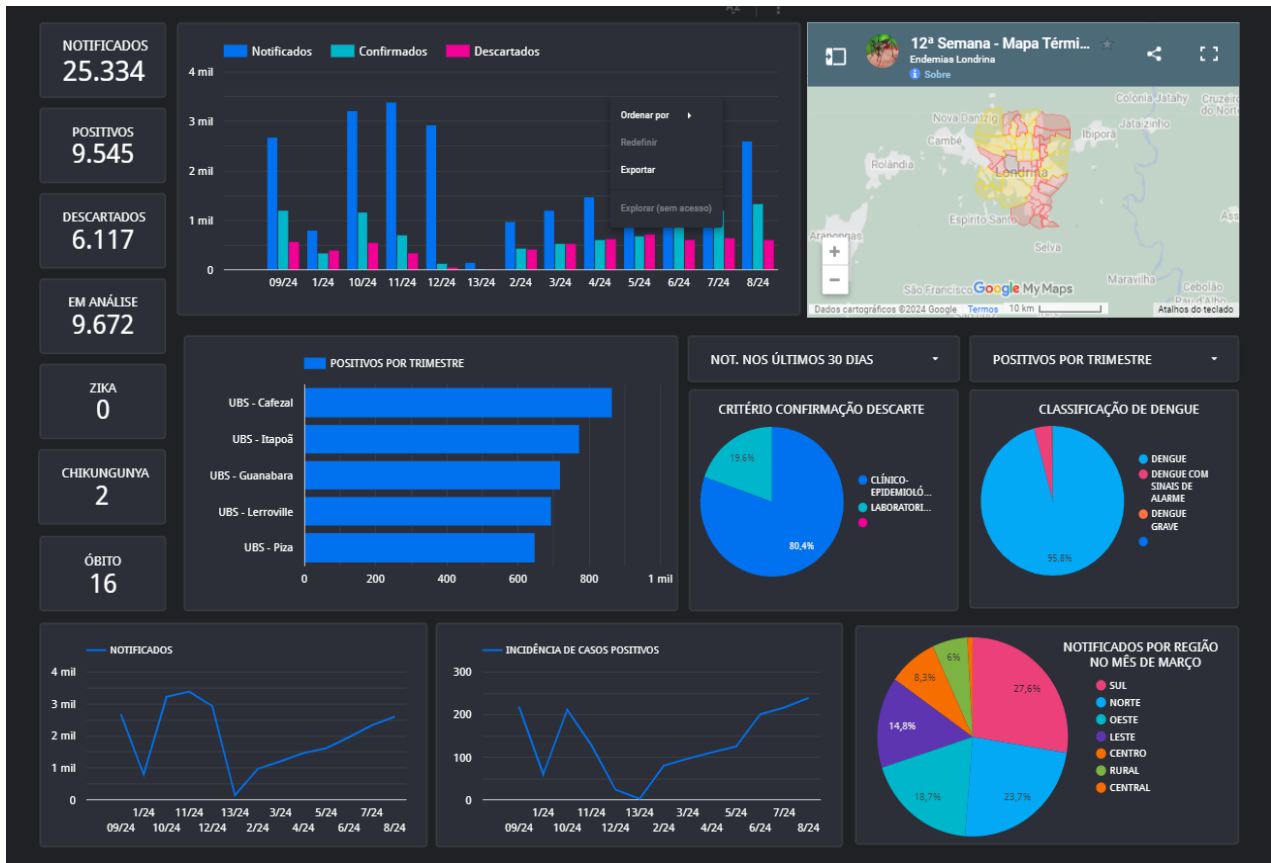 NOTIFICADOS
25.334
POSITIVOS
9.545
DESCARTADOS
6.117
EM ANÁLISE
9.672
ZIKA
0
CHIKUNGUNYA
2
ÓBITO
16
Notificados Confirmados Descartados
4 mil
3 mil
2 mil
1 mil
0
09/24 1/24 10/24 11/24 12/24 13/24 2/24 3/24 4/24 5/24 6/24 7/24 8/24
Ordenar por
Redefinir
Exportar
Explorar (sem acesso)
12ª Semana - Mapa Térmi...
Endemias Londrina
Sobre
Colonia Jatahy
Cruzeiro
do Norte
Nova Dantzig
Jataizinho
Cambé
Ibiporã
Rolândia
Londrina
Espirito Santo
Ass
Arapongas
Selva
+
−
Maravilha
São Francisco
Google My Maps
Cebolão
Pau d'Alho
Dados cartográficos ©2024 Google Termos 10 km Atalhos do teclado
POSITIVOS POR TRIMESTRE
UBS - Cafezal
UBS - Itapoã
UBS - Guanabara
UBS - Lerroville
UBS - Piza
0 200 400 600 800 1 mil
NOT. NOS ÚLTIMOS 30 DIAS
POSITIVOS POR TRIMESTRE
CRITÉRIO CONFIRMAÇÃO DESCARTE
19,6%
80,4%
CLÍNICO-
EPIDEMIOLÓ...
LABORATORI...
CLASSIFICAÇÃO DE DENGUE
95,8%
DENGUE
DENGUE COM
SINAIS DE
ALARME
DENGUE
GRAVE
NOTIFICADOS
4 mil
3 mil
2 mil
1 mil
0
1/24 11/24 13/24 3/24 5/24 7/24
09/24 10/24 12/24 2/24 4/24 6/24 8/24
INCIDÊNCIA DE CASOS POSITIVOS
300
200
100
0
1/24 11/24 13/24 3/24 5/24 7/24
09/24 10/24 12/24 2/24 4/24 6/24 8/24
NOTIFICADOS POR REGIÃO
NO MÊS DE MARÇO
6%
8,3%
27,6%
14,8%
18,7%
23,7%
SUL
NORTE
OESTE
LESTE
CENTRO
RURAL
CENTRAL